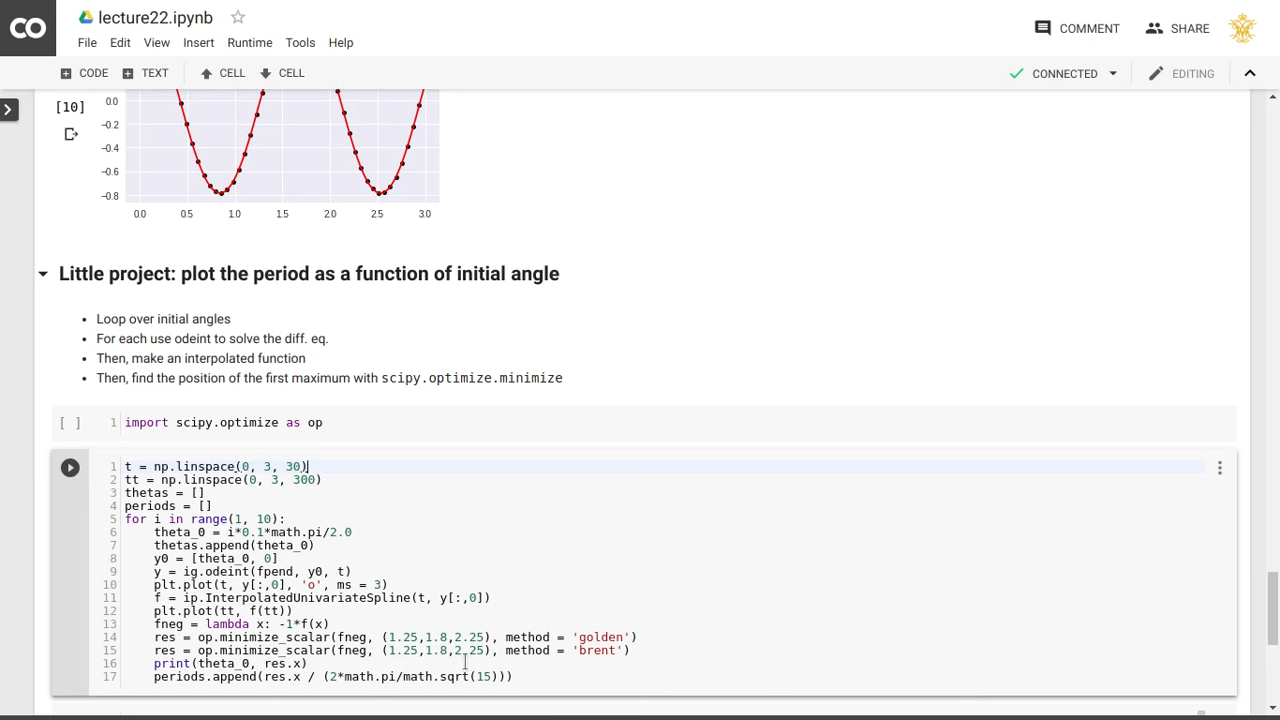 CO
lecture22.ipynb
File Edit View Insert Runtime Tools Help
COMMENT SHARE
CODE TEXT CELL CELL
CONNECTED EDITING
[10]
0.0
−0.2
−0.4
−0.6
−0.8
0.0 0.5 1.0 1.5 2.0 2.5 3.0
Little project: plot the period as a function of initial angle
• Loop over initial angles
• For each use odeint to solve the diff. eq.
• Then, make an interpolated function
• Then, find the position of the first maximum with scipy.optimize.minimize
[ ] 1 import scipy.optimize as op
1 t = np.linspace(0, 3, 30)
2 tt = np.linspace(0, 3, 300)
3 thetas = []
4 periods = []
5 for i in range(1, 10):
6     theta_0 = i*0.1*math.pi/2.0
7     thetas.append(theta_0)
8     y0 = [theta_0, 0]
9     y = ig.odeint(fpend, y0, t)
10     plt.plot(t, y[:,0], 'o', ms = 3)
11     f = ip.InterpolatedUnivariateSpline(t, y[:,0])
12     plt.plot(tt, f(tt))
13     fneg = lambda x: -1*f(x)
14     res = op.minimize_scalar(fneg, (1.25,1.8,2.25), method = 'golden')
15     res = op.minimize_scalar(fneg, (1.25,1.8,2.25), method = 'brent')
16     print(theta_0, res.x)
17     periods.append(res.x / (2*math.pi/math.sqrt(15)))